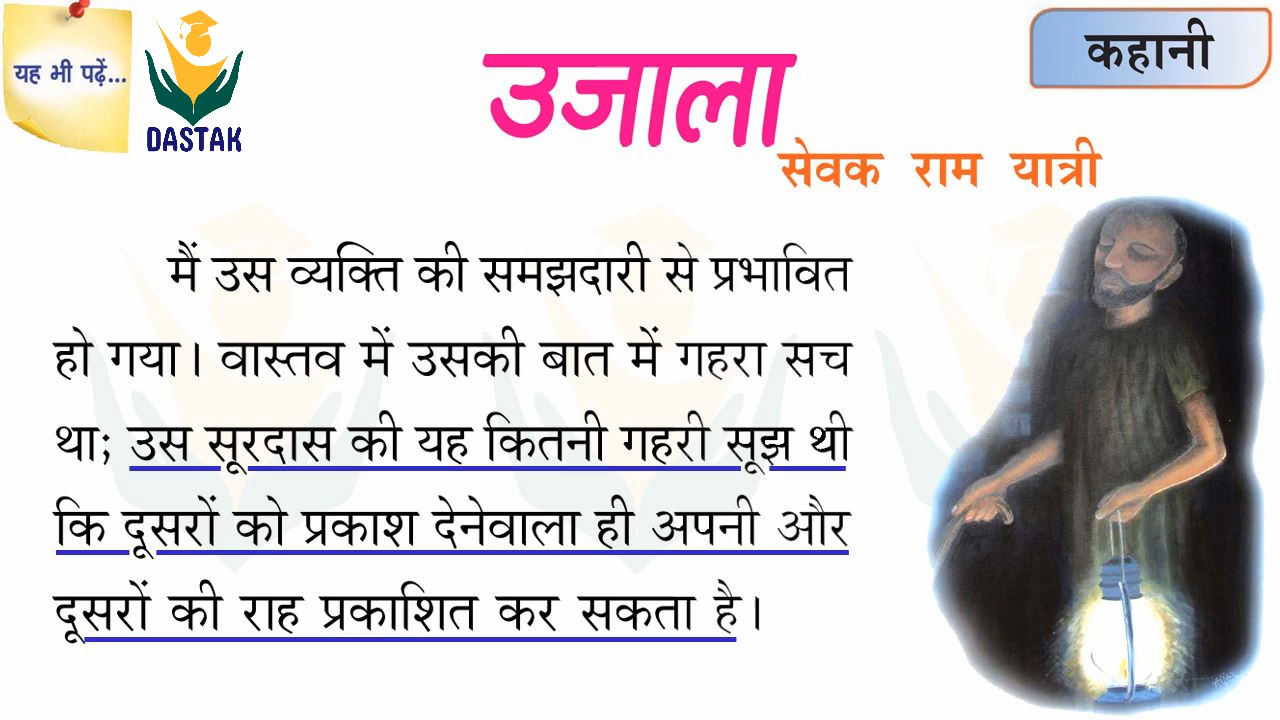 यह भी पढ़ें...
DASTAK
उजाला
कहानी
सेवक राम यात्री
मैं उस व्यक्ति की समझदारी से प्रभावित
हो गया। वास्तव में उसकी बात में गहरा सच
था; उस सूरदास की यह कितनी गहरी सूझ थी
कि दूसरों को प्रकाश देनेवाला ही अपनी और
दूसरों की राह प्रकाशित कर सकता है।